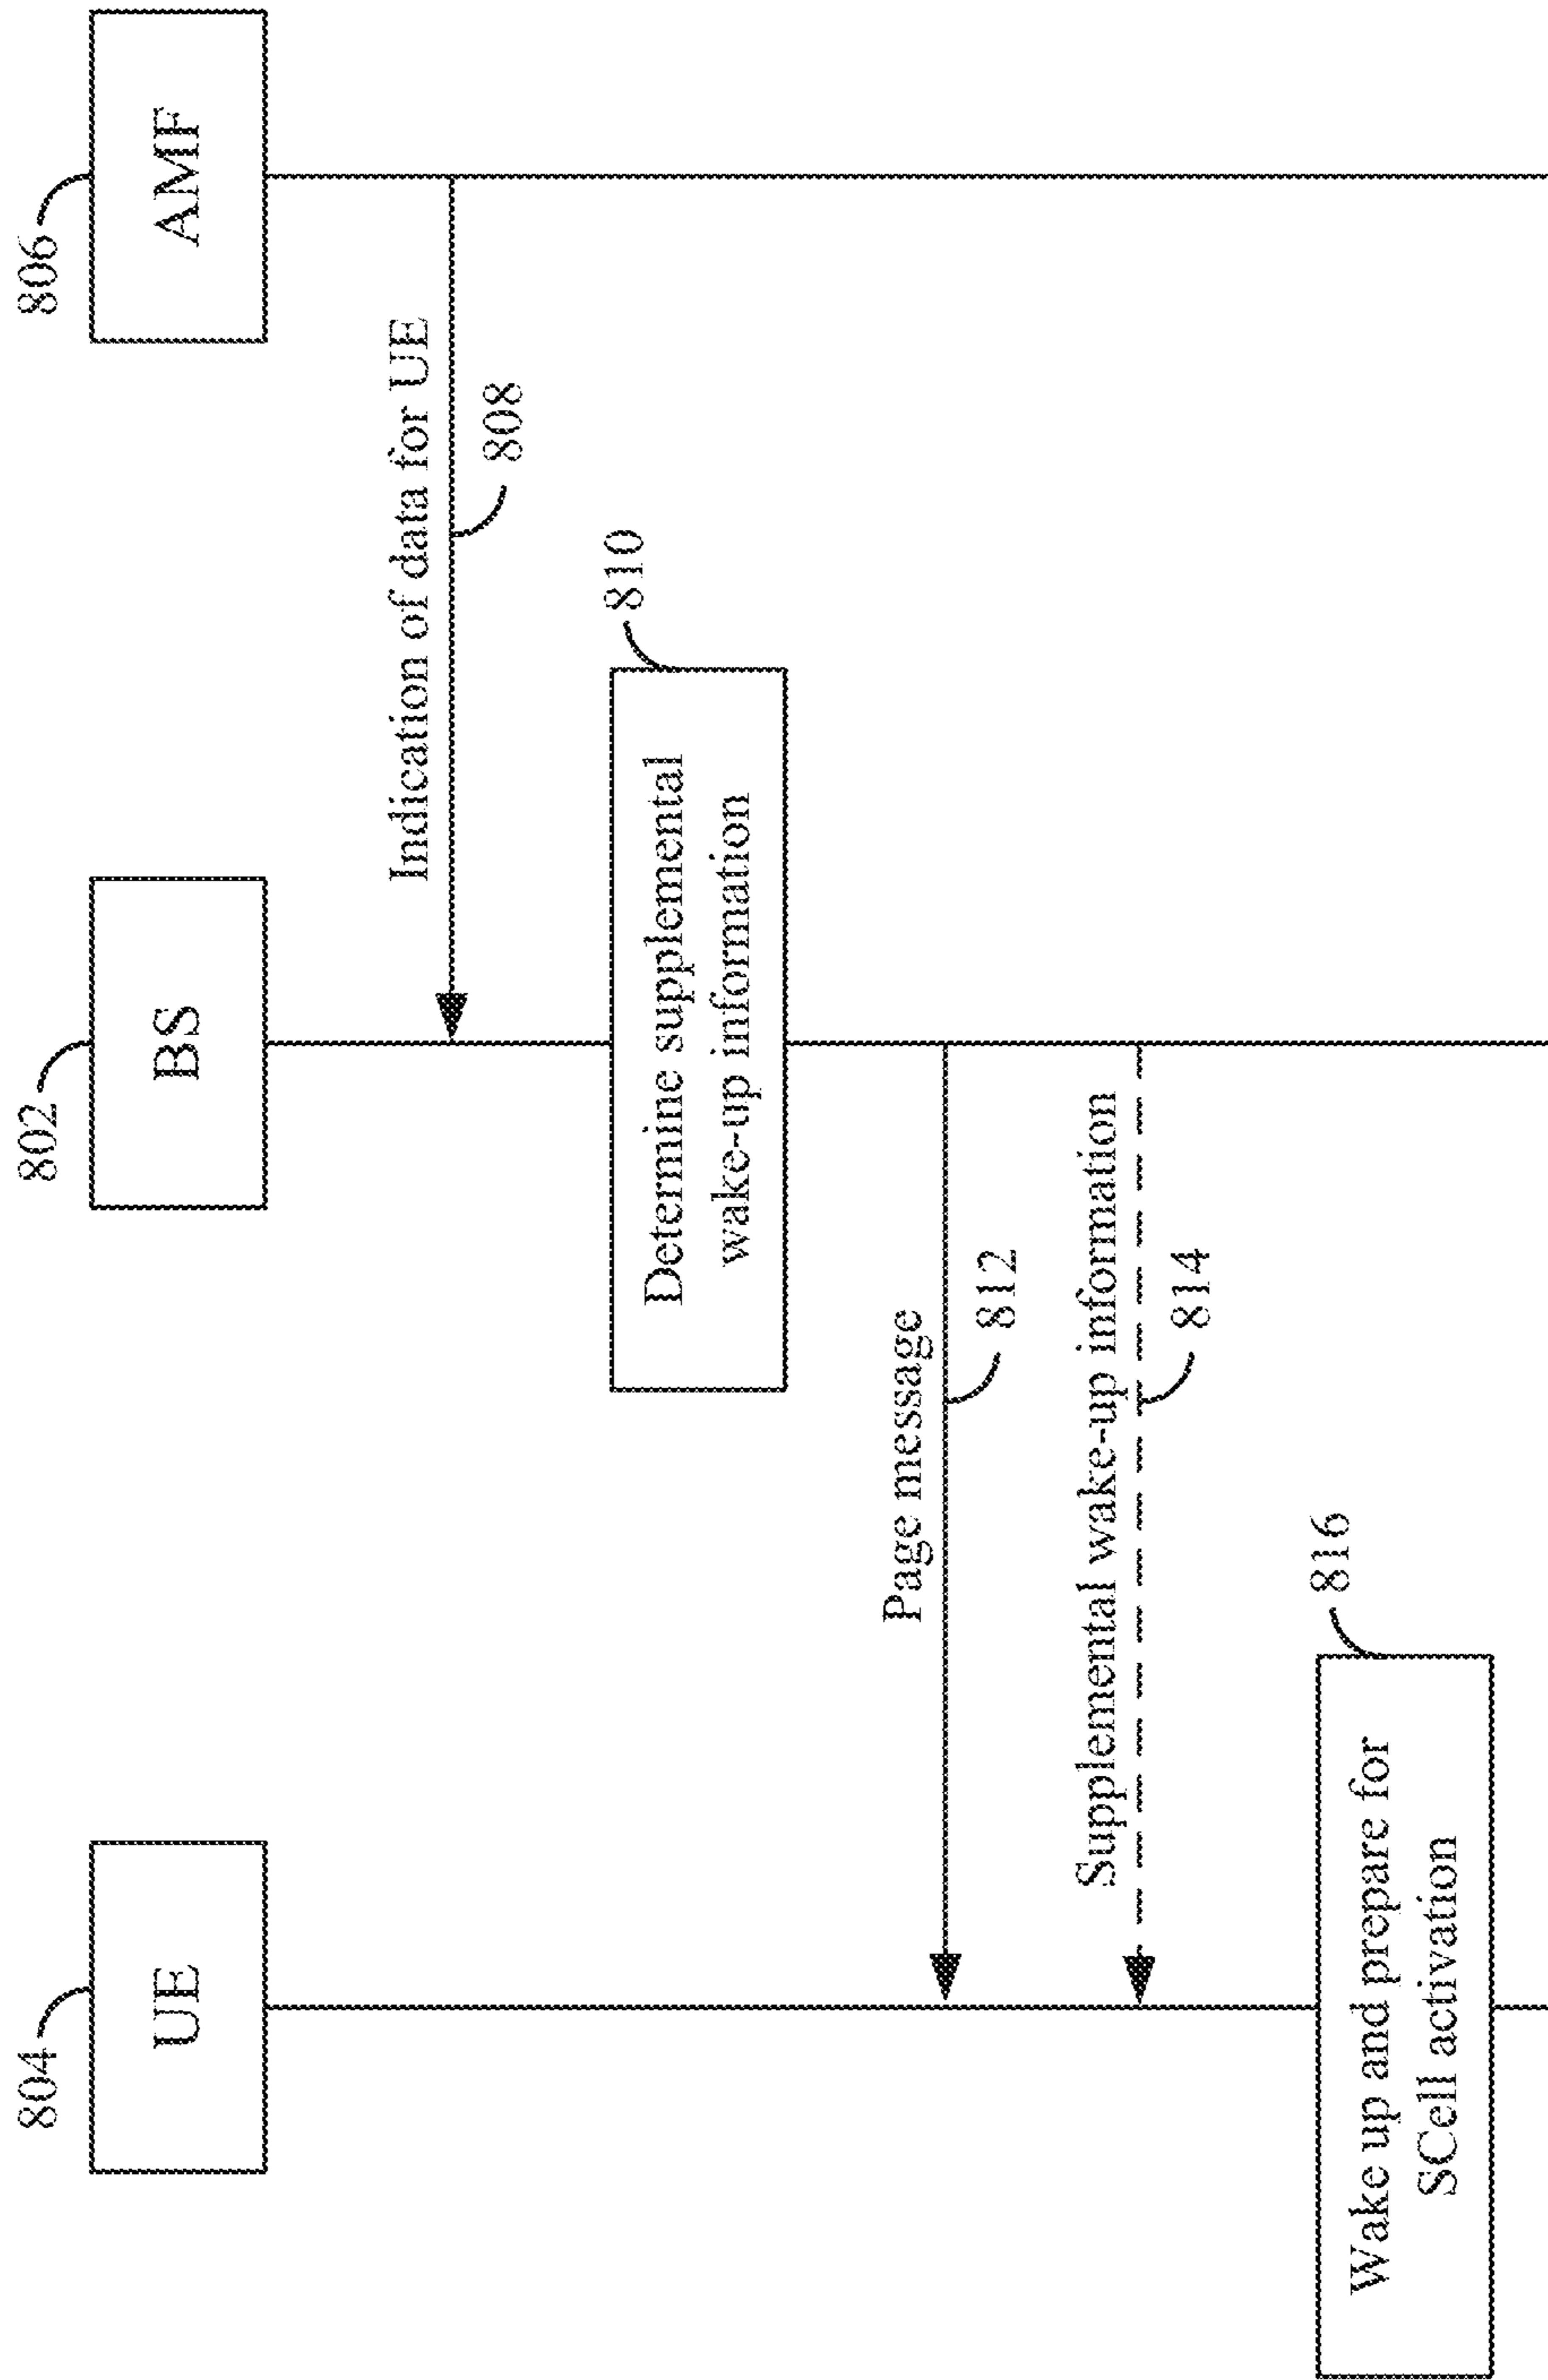 804
UE
802
BS
806
AMF
Indication of data for UE
808
810
Determine supplemental
wake-up information
Page message
812
Supplemental wake-up information
814
816
Wake up and prepare for
SCell activation